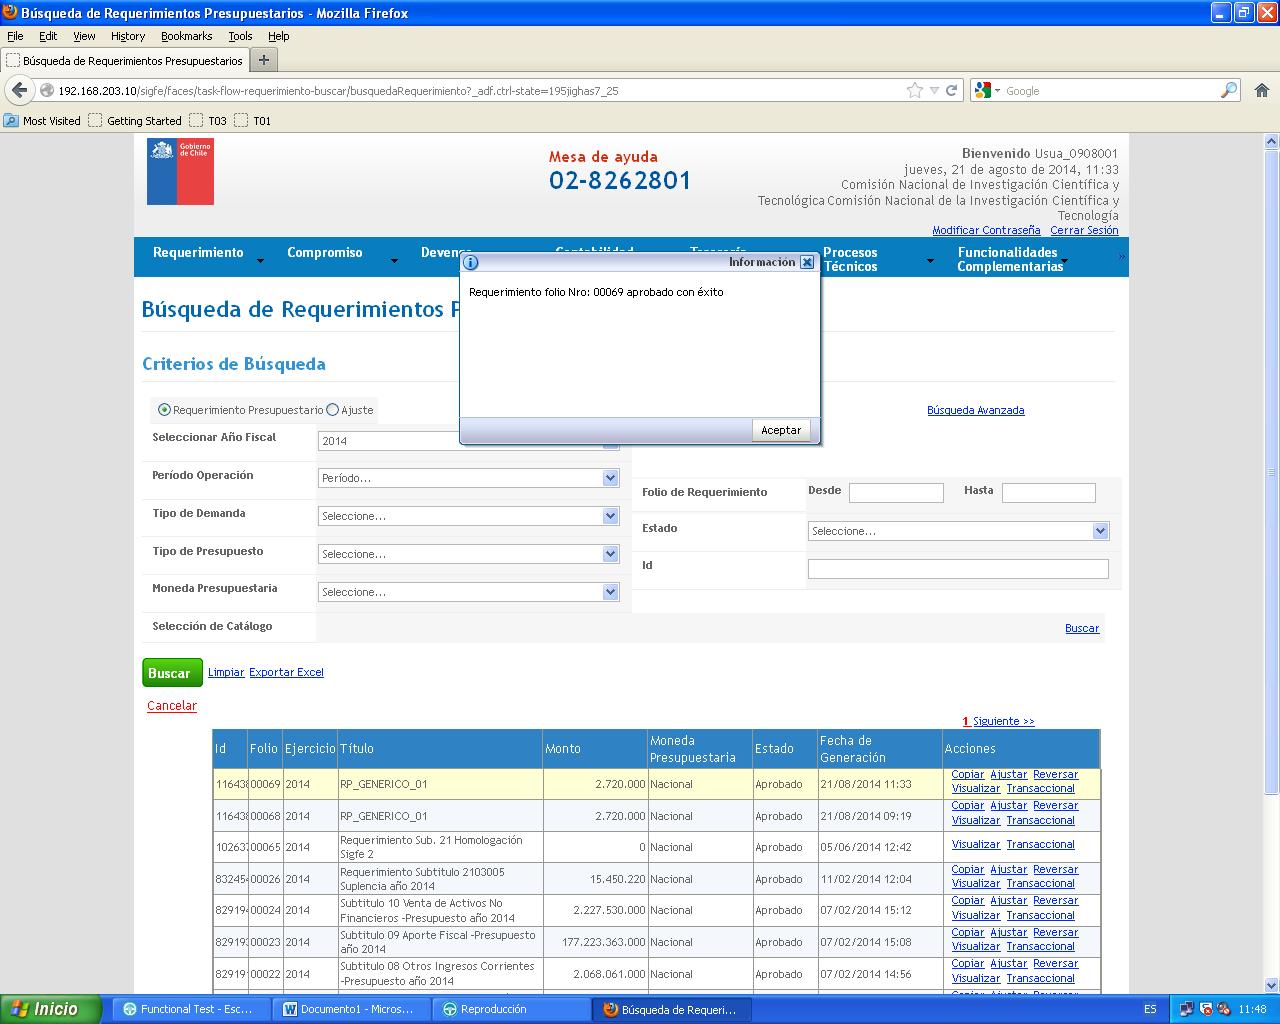 Búsqueda de Requerimientos Presupuestarios - Mozilla Firefox
File Edit View History Bookmarks Tools Help
Búsqueda de Requerimientos Presupuestarios
192.168.203.10/sigfe/faces/task-flow-requerimiento-buscar/busquedaRequerimiento?_adf.ctrl-state=195jighas7_25
Google
Most Visited Getting Started T03 T01
Gobierno de Chile
Mesa de ayuda
02-8262801
Bienvenido Usua_0908001
jueves, 21 de agosto de 2014, 11:33
Comisión Nacional de Investigación Científica y
Tecnológica Comisión Nacional de la Investigación Científica y
Tecnología
Modificar Contraseña Cerrar Sesión
Requerimiento Compromiso Procesos Técnicos Funcionalidades Complementarias »
Información
Requerimiento folio Nro: 00069 aprobado con éxito
Aceptar
Búsqueda de Requerimientos P
Criterios de Búsqueda
Requerimiento Presupuestario Ajuste
Búsqueda Avanzada
Seleccionar Año Fiscal 2014
Período Operación Período...
Folio de Requerimiento Desde Hasta
Tipo de Demanda Seleccione...
Estado Seleccione...
Tipo de Presupuesto Seleccione...
Id
Moneda Presupuestaria Seleccione...
Selección de Catálogo Buscar
Buscar Limpiar Exportar Excel
Cancelar
1 Siguiente >>
Id Folio Ejercicio Título Monto Moneda Presupuestaria Estado Fecha de Generación Acciones
11643 00069 2014 RP_GENERICO_01 2.720.000 Nacional Aprobado 21/08/2014 11:33 Copiar Ajustar Reversar Visualizar Transaccional
11643 00068 2014 RP_GENERICO_01 2.720.000 Nacional Aprobado 21/08/2014 09:19 Copiar Ajustar Reversar Visualizar Transaccional
10263 00065 2014 Requerimiento Sub. 21 Homologación Sigfe 2 0 Nacional Aprobado 05/06/2014 12:42 Visualizar Transaccional
83245 00026 2014 Requerimiento Subtitulo 2103005 Suplencia año 2014 15.450.220 Nacional Aprobado 11/02/2014 12:04 Copiar Ajustar Reversar Visualizar Transaccional
82919 00024 2014 Subtitulo 10 Venta de Activos No Financieros -Presupuesto año 2014 2.227.530.000 Nacional Aprobado 07/02/2014 15:12 Copiar Ajustar Reversar Visualizar Transaccional
82919 00023 2014 Subtitulo 09 Aporte Fiscal -Presupuesto año 2014 177.223.363.000 Nacional Aprobado 07/02/2014 15:08 Copiar Ajustar Reversar Visualizar Transaccional
82919 00022 2014 Subtitulo 08 Otros Ingresos Corrientes -Presupuesto año 2014 2.068.061.000 Nacional Aprobado 07/02/2014 14:56 Copiar Ajustar Reversar Visualizar Transaccional
Inicio Functional Test - Esc... Documento1 - Micros... Reproducción Búsqueda de Requeri... ES 11:48